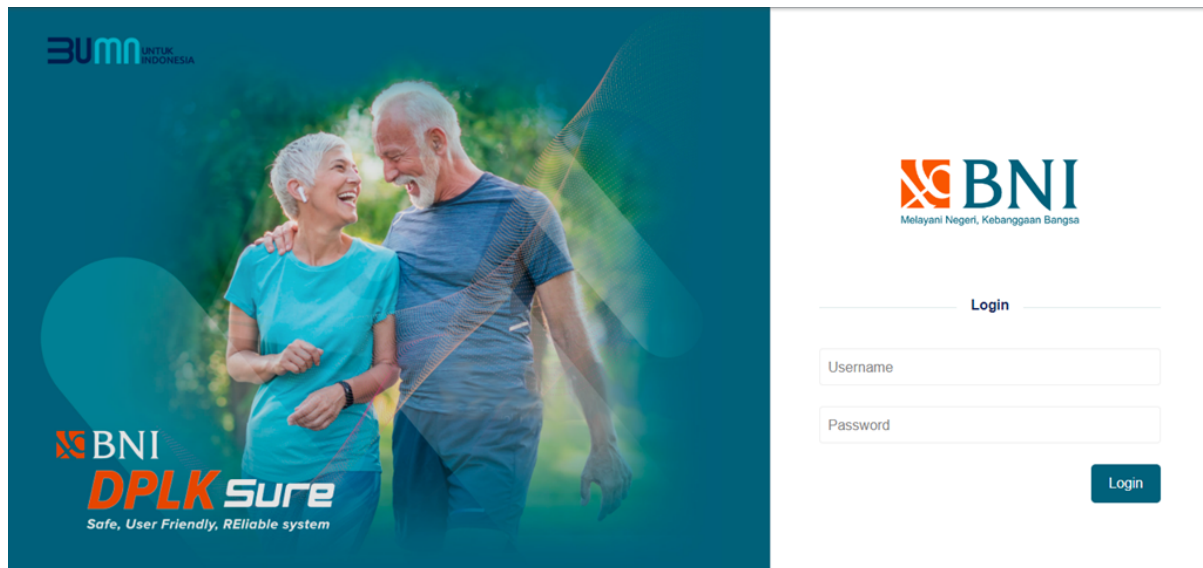 BUMN UNTUK
INDONESIA
BNI
DPLK Sure
Safe, User Friendly, REliable system
BNI
Melayani Negeri, Kebanggaan Bangsa
Login
Username
Password
Login